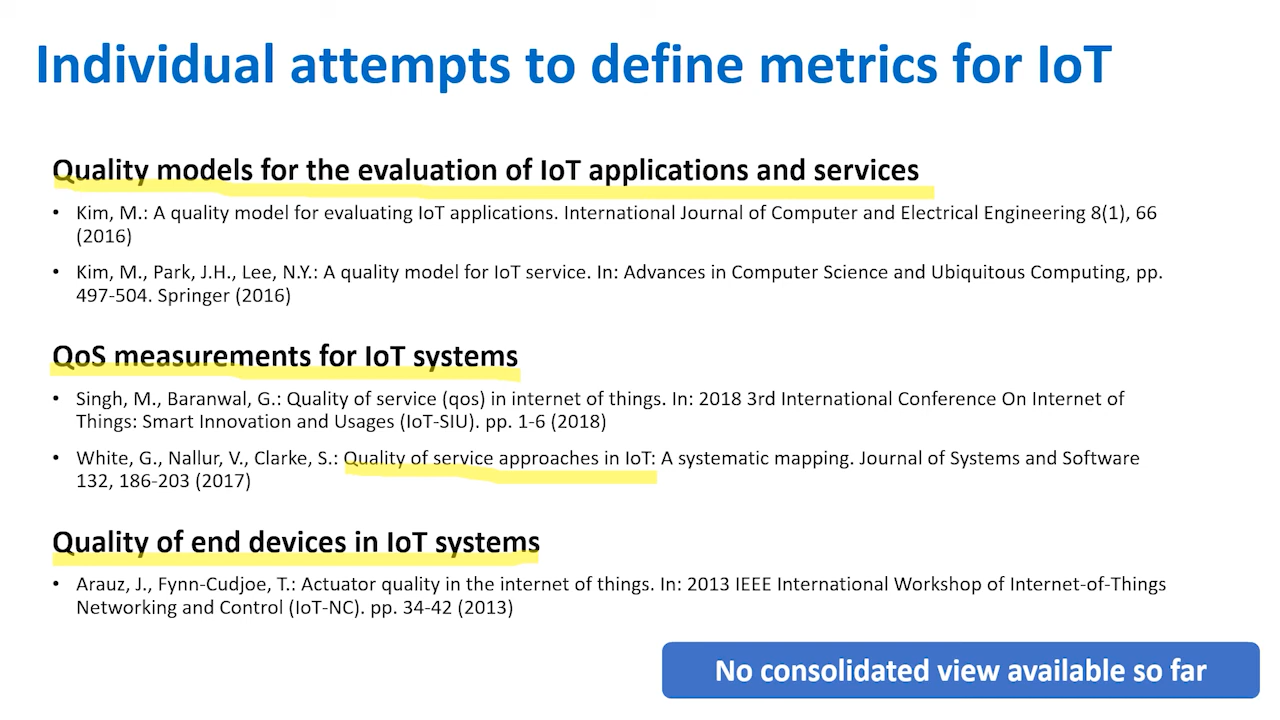 Individual attempts to define metrics for IoT
Quality models for the evaluation of IoT applications and services
• Kim, M.: A quality model for evaluating IoT applications. International Journal of Computer and Electrical Engineering 8(1), 66
(2016)
• Kim, M., Park, J.H., Lee, N.Y.: A quality model for IoT service. In: Advances in Computer Science and Ubiquitous Computing, pp.
497-504. Springer (2016)
QoS measurements for IoT systems
• Singh, M., Baranwal, G.: Quality of service (qos) in internet of things. In: 2018 3rd International Conference On Internet of
Things: Smart Innovation and Usages (IoT-SIU). pp. 1-6 (2018)
• White, G., Nallur, V., Clarke, S.: Quality of service approaches in IoT: A systematic mapping. Journal of Systems and Software
132, 186-203 (2017)
Quality of end devices in IoT systems
• Arauz, J., Fynn-Cudjoe, T.: Actuator quality in the internet of things. In: 2013 IEEE International Workshop of Internet-of-Things
Networking and Control (IoT-NC). pp. 34-42 (2013)
No consolidated view available so far